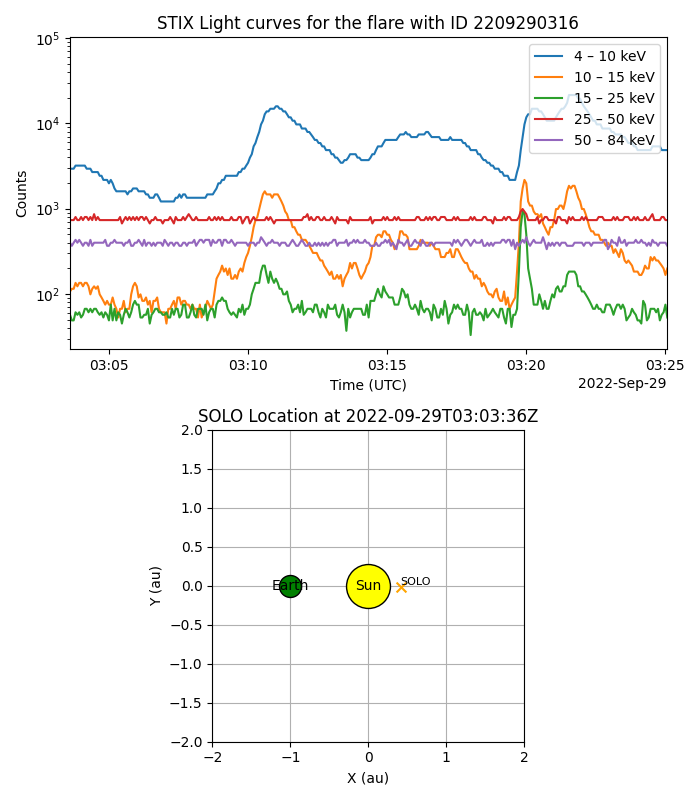 STIX Light curves for the flare with ID 2209290316
10^5
10^4
10^3
10^2
Counts
4 – 10 keV
10 – 15 keV
15 – 25 keV
25 – 50 keV
50 – 84 keV
03:05 03:10 03:15 03:20 03:25
Time (UTC)
2022-Sep-29
SOLO Location at 2022-09-29T03:03:36Z
2.0
1.5
1.0
0.5
0.0
−0.5
−1.0
−1.5
−2.0
Y (au)
Earth Sun SOLO
−2 −1 0 1 2
X (au)